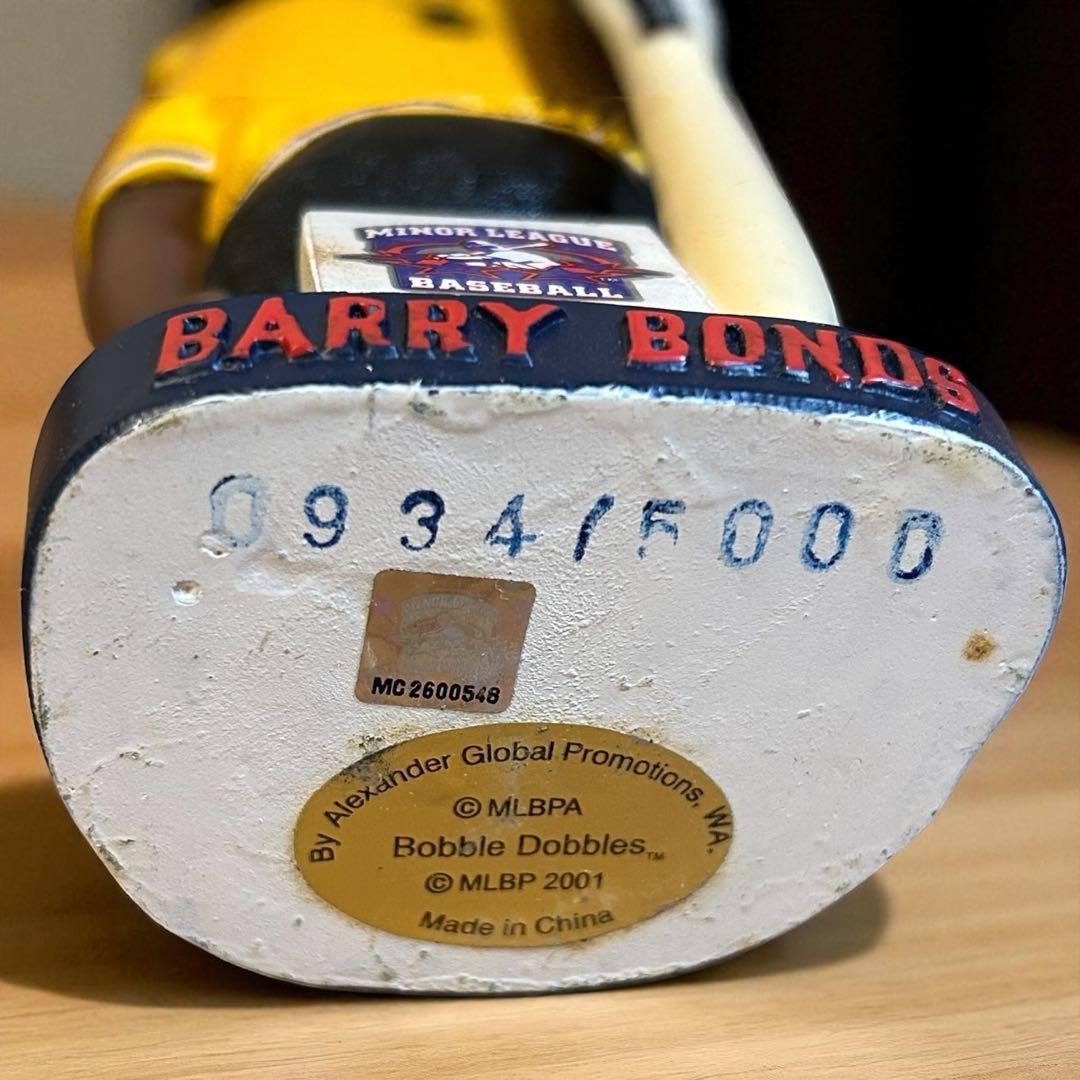 MINOR LEAGUE
BASEBALL
BARRY BONDS
0934/5000
MC 2600548
By Alexander Global Promotions, WA.
© MLBPA
Bobble Dobbles™
© MLBP 2001
Made in China